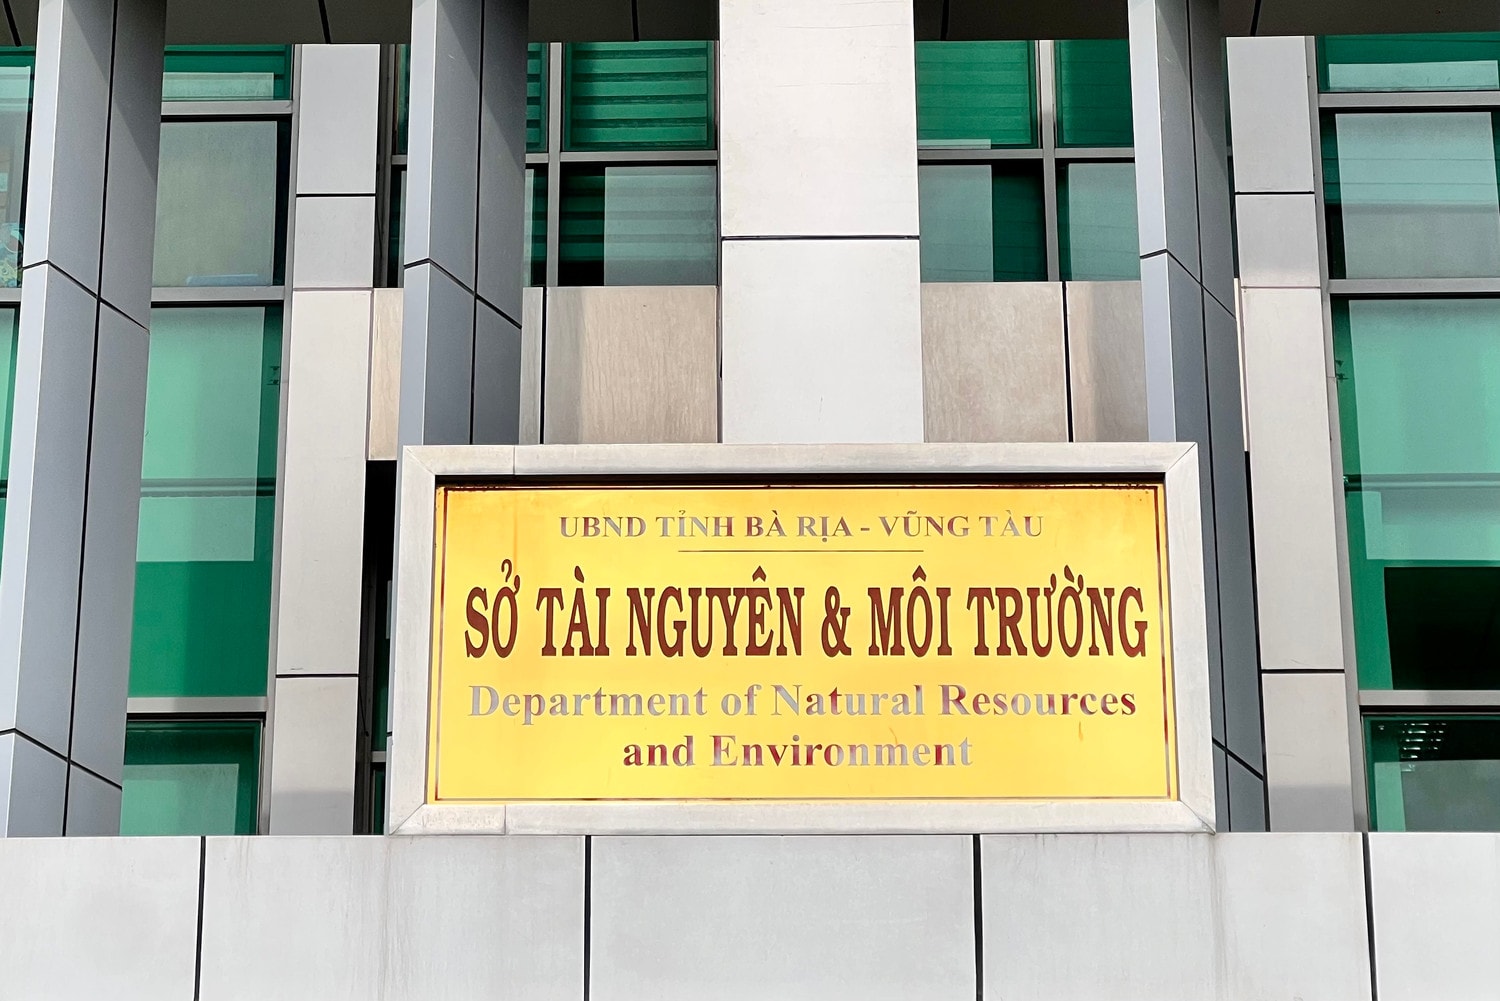 UBND TỈNH BÀ RỊA - VŨNG TÀU
SỞ TÀI NGUYÊN & MÔI TRƯỜNG
Department of Natural Resources
and Environment